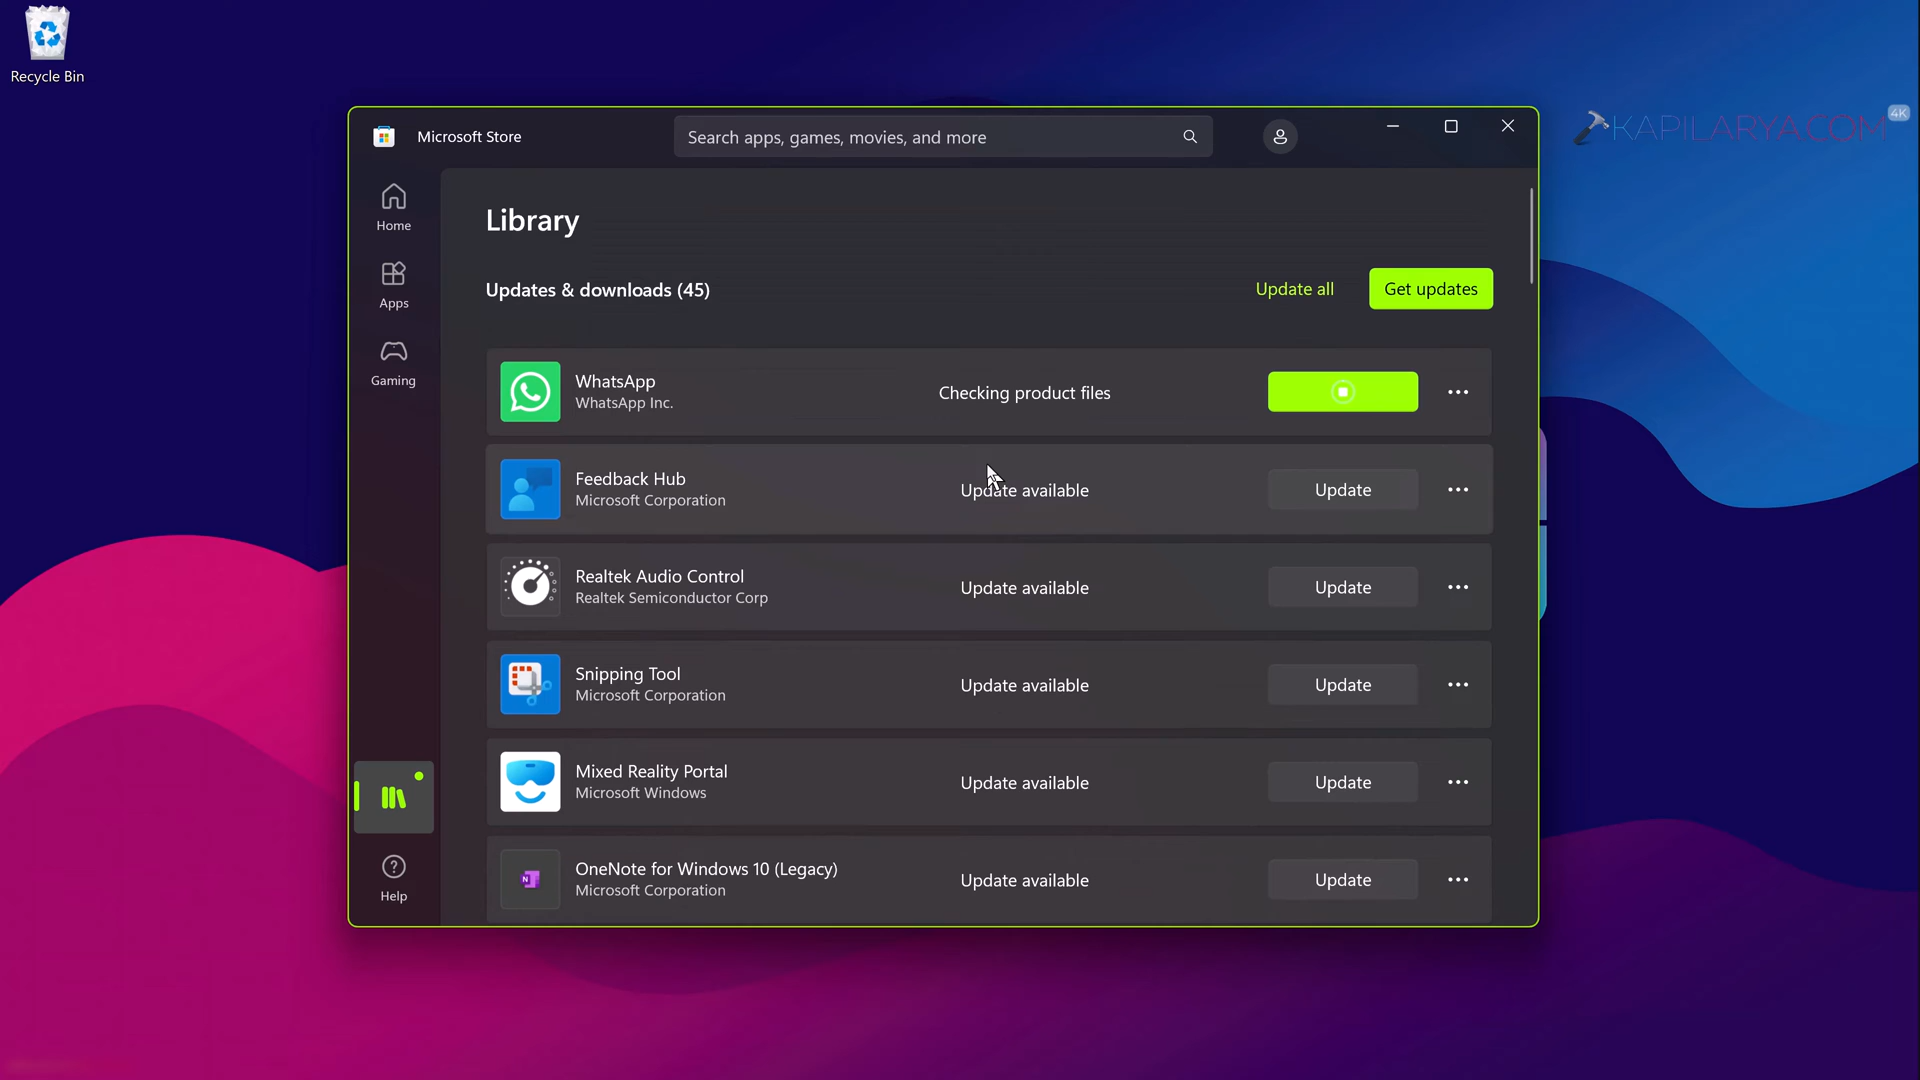 Recycle Bin
4K
KAPILARYA.COM
Microsoft Store
Search apps, games, movies, and more
Home
Apps
Gaming
Help
Library
Updates & downloads (45)
Update all
Get updates
WhatsApp
WhatsApp Inc.
Checking product files
Feedback Hub
Microsoft Corporation
Update available
Update
Realtek Audio Control
Realtek Semiconductor Corp
Update available
Update
Snipping Tool
Microsoft Corporation
Update available
Update
Mixed Reality Portal
Microsoft Windows
Update available
Update
N
OneNote for Windows 10 (Legacy)
Microsoft Corporation
Update available
Update